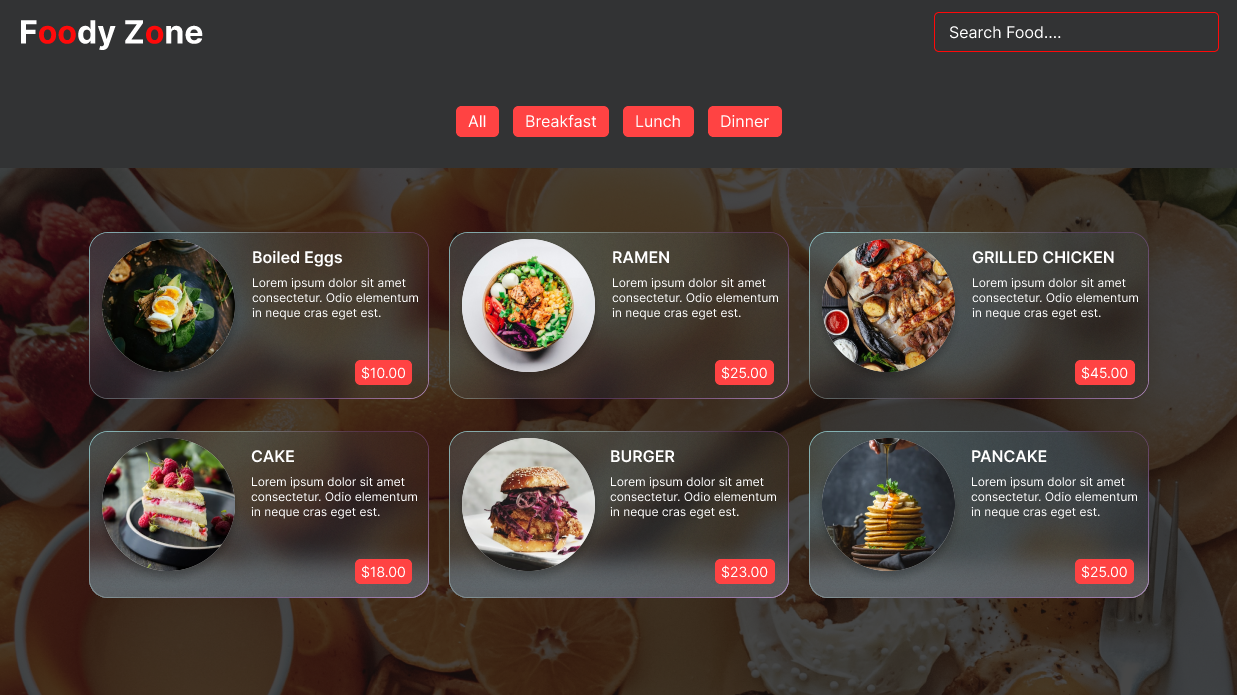 Foody Zone
Search Food....
All
Breakfast
Lunch
Dinner
Boiled Eggs
Lorem ipsum dolor sit amet
consectetur. Odio elementum
in neque cras eget est.
$10.00
RAMEN
Lorem ipsum dolor sit amet
consectetur. Odio elementum
in neque cras eget est.
$25.00
GRILLED CHICKEN
Lorem ipsum dolor sit amet
consectetur. Odio elementum
in neque cras eget est.
$45.00
CAKE
Lorem ipsum dolor sit amet
consectetur. Odio elementum
in neque cras eget est.
$18.00
BURGER
Lorem ipsum dolor sit amet
consectetur. Odio elementum
in neque cras eget est.
$23.00
PANCAKE
Lorem ipsum dolor sit amet
consectetur. Odio elementum
in neque cras eget est.
$25.00